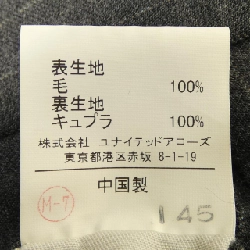 表生地
毛 100%
裏生地
キュプラ 100%
株式会社 ユナイテッドアローズ
東京都港区赤坂 8-1-19
中国製
M-7
145